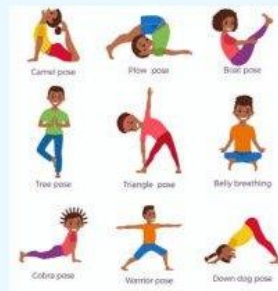 Camel pose
Plow pose
Boat pose
Tree pose
Triangle pose
Belly breathing
Cobra pose
Warrior pose
Down dog pose